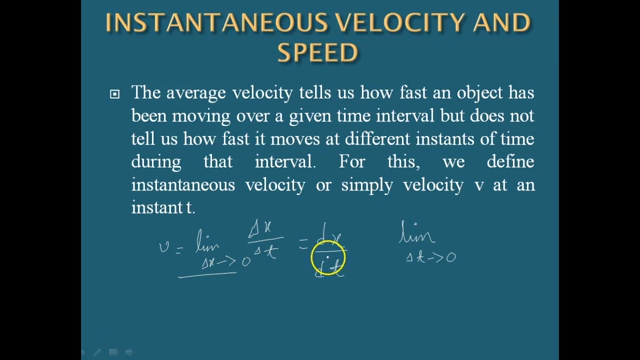 INSTANTANEOUS VELOCITY AND
SPEED
The average velocity tells us how fast an object has
been moving over a given time interval but does not
tell us how fast it moves at different instants of time
during that interval. For this, we define
instantaneous velocity or simply velocity v at an
instant t.
v = lim Δx→0 Δx/Δt = dx/dt lim Δt→0